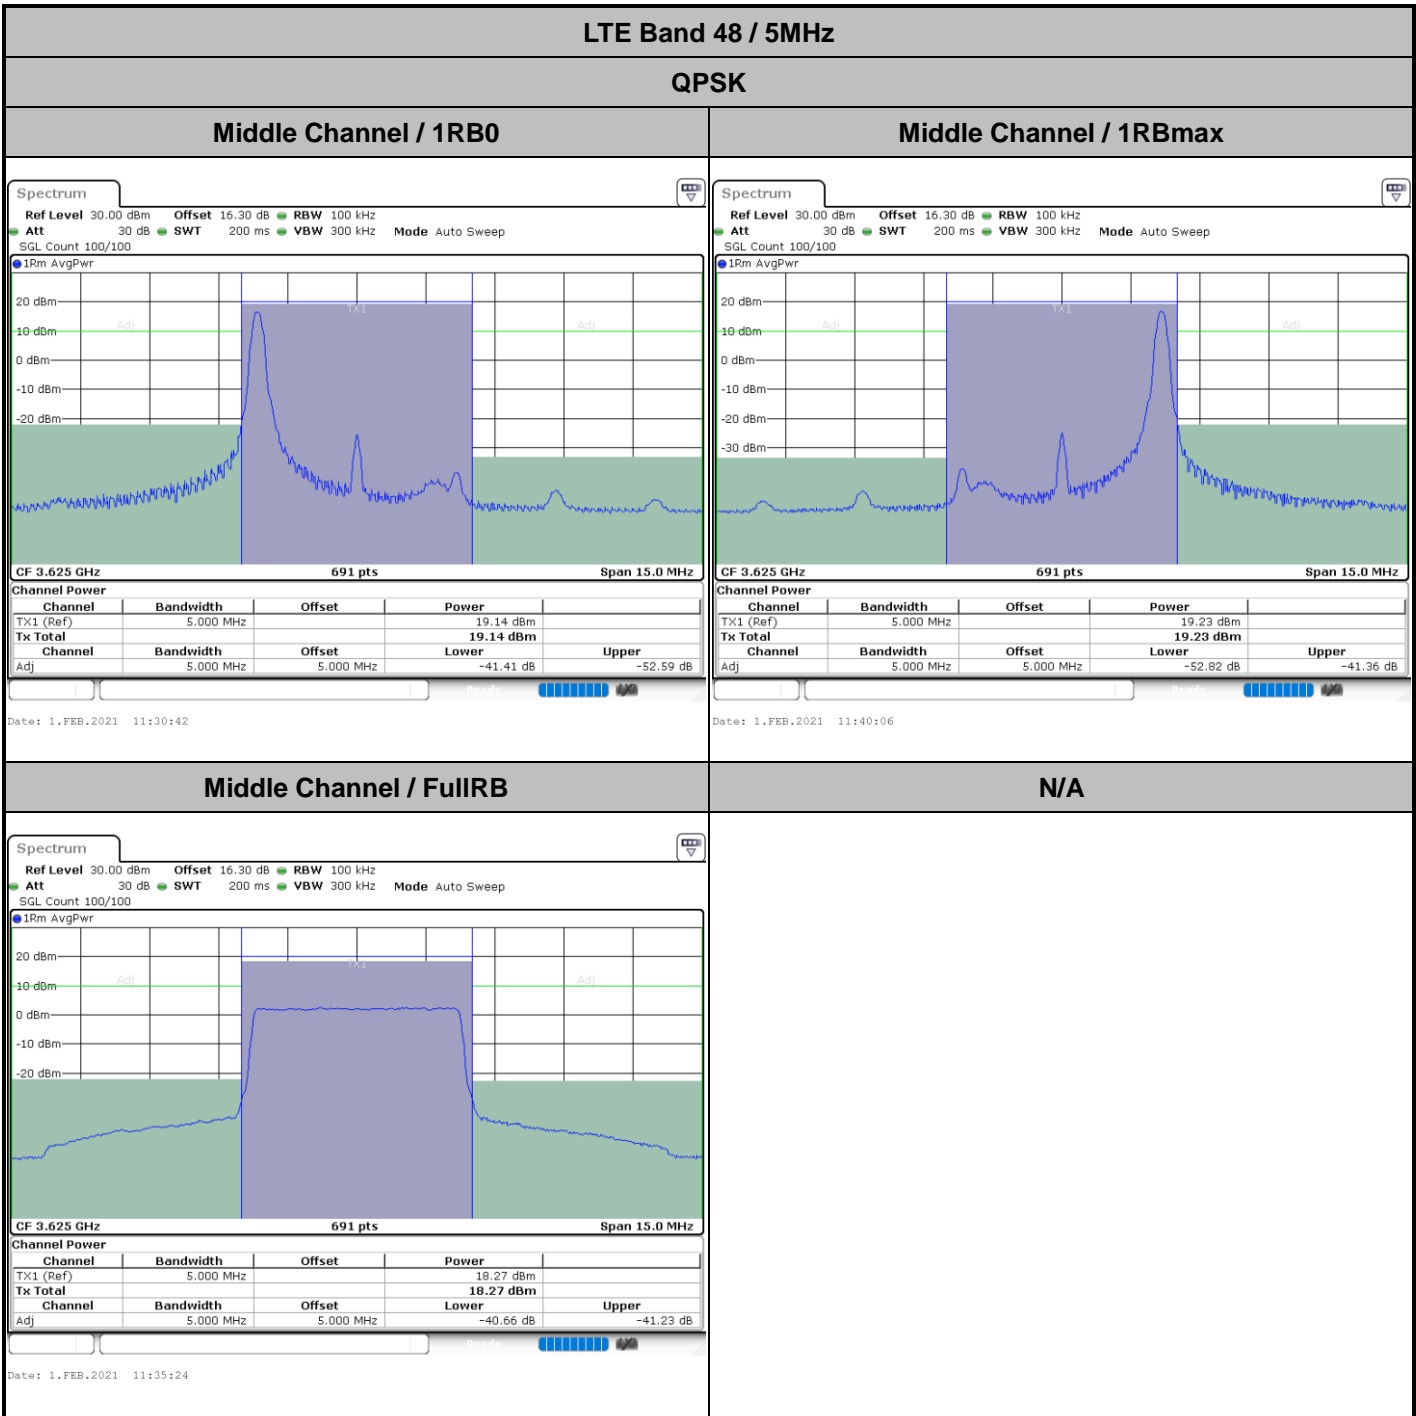 LTE Band 48 / 5MHz
QPSK
Middle Channel / 1RB0
Middle Channel / 1RBmax
Spectrum
Ref Level 30.00 dBm Offset 16.30 dB RBW 100 kHz
Att 30 dB SWT 200 ms VBW 300 kHz Mode Auto Sweep
SGL Count 100/100
1Rm AvgPwr
20 dBm
10 dBm
0 dBm
-10 dBm
-20 dBm
Adj
TX1
Adj
CF 3.625 GHz 691 pts Span 15.0 MHz
Channel Power
Channel Bandwidth Offset Power
TX1 (Ref) 5.000 MHz 19.14 dBm
Tx Total 19.14 dBm
Channel Bandwidth Offset Lower Upper
Adj 5.000 MHz 5.000 MHz -41.41 dB -52.59 dB
Ready
Date: 1.FEB.2021 11:30:42
Spectrum
Ref Level 30.00 dBm Offset 16.30 dB RBW 100 kHz
Att 30 dB SWT 200 ms VBW 300 kHz Mode Auto Sweep
SGL Count 100/100
1Rm AvgPwr
20 dBm
10 dBm
0 dBm
-10 dBm
-20 dBm
-30 dBm
Adj
TX1
Adj
CF 3.625 GHz 691 pts Span 15.0 MHz
Channel Power
Channel Bandwidth Offset Power
TX1 (Ref) 5.000 MHz 19.23 dBm
Tx Total 19.23 dBm
Channel Bandwidth Offset Lower Upper
Adj 5.000 MHz 5.000 MHz -52.82 dB -41.36 dB
Ready
Date: 1.FEB.2021 11:40:06
Middle Channel / FullRB
N/A
Spectrum
Ref Level 30.00 dBm Offset 16.30 dB RBW 100 kHz
Att 30 dB SWT 200 ms VBW 300 kHz Mode Auto Sweep
SGL Count 100/100
1Rm AvgPwr
20 dBm
10 dBm
0 dBm
-10 dBm
-20 dBm
Adj
TX1
Adj
CF 3.625 GHz 691 pts Span 15.0 MHz
Channel Power
Channel Bandwidth Offset Power
TX1 (Ref) 5.000 MHz 18.27 dBm
Tx Total 18.27 dBm
Channel Bandwidth Offset Lower Upper
Adj 5.000 MHz 5.000 MHz -40.66 dB -41.23 dB
Ready
Date: 1.FEB.2021 11:35:24